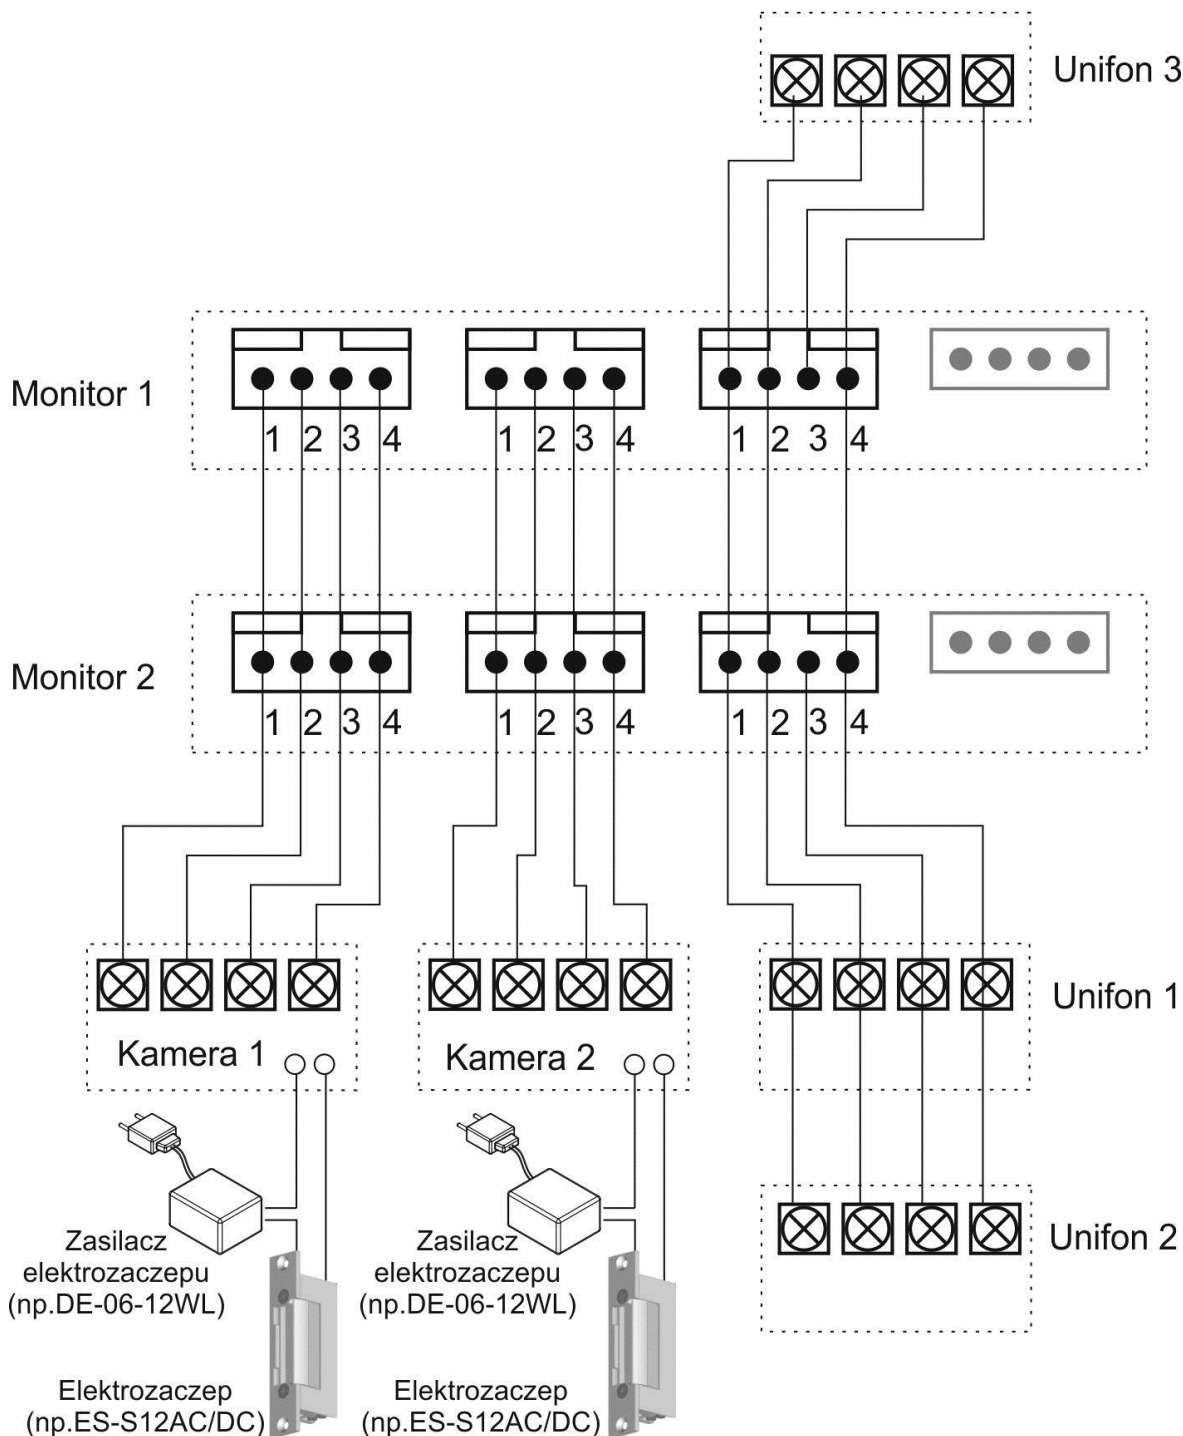 Unifon 3
Monitor 1
1 2 3 4 1 2 3 4 1 2 3 4
Monitor 2
1 2 3 4 1 2 3 4 1 2 3 4
Unifon 1
Kamera 1
Kamera 2
Unifon 2
Zasilacz
elektrozaczepu
(np.DE-06-12WL)
Zasilacz
elektrozaczepu
(np.DE-06-12WL)
Elektrozaczep
(np.ES-S12AC/DC)
Elektrozaczep
(np.ES-S12AC/DC)